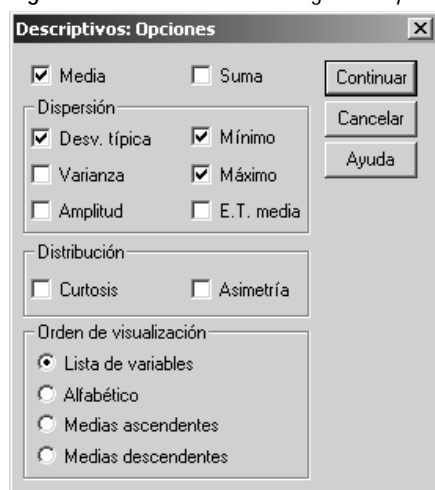 Descriptivos: Opciones
Media
Suma
Continuar
Cancelar
Ayuda
Dispersión
Desv. típica
Mínimo
Varianza
Máximo
Amplitud
E.T. media
Distribución
Curtosis
Asimetría
Orden de visualización
Lista de variables
Alfabético
Medias ascendentes
Medias descendentes